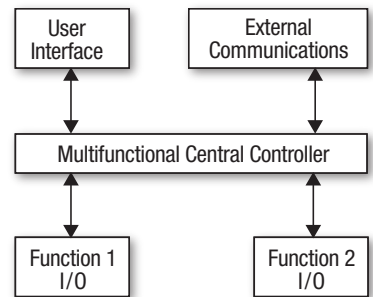 User
Interface
External
Communications
Multifunctional Central Controller
Function 1
I/O
Function 2
I/O